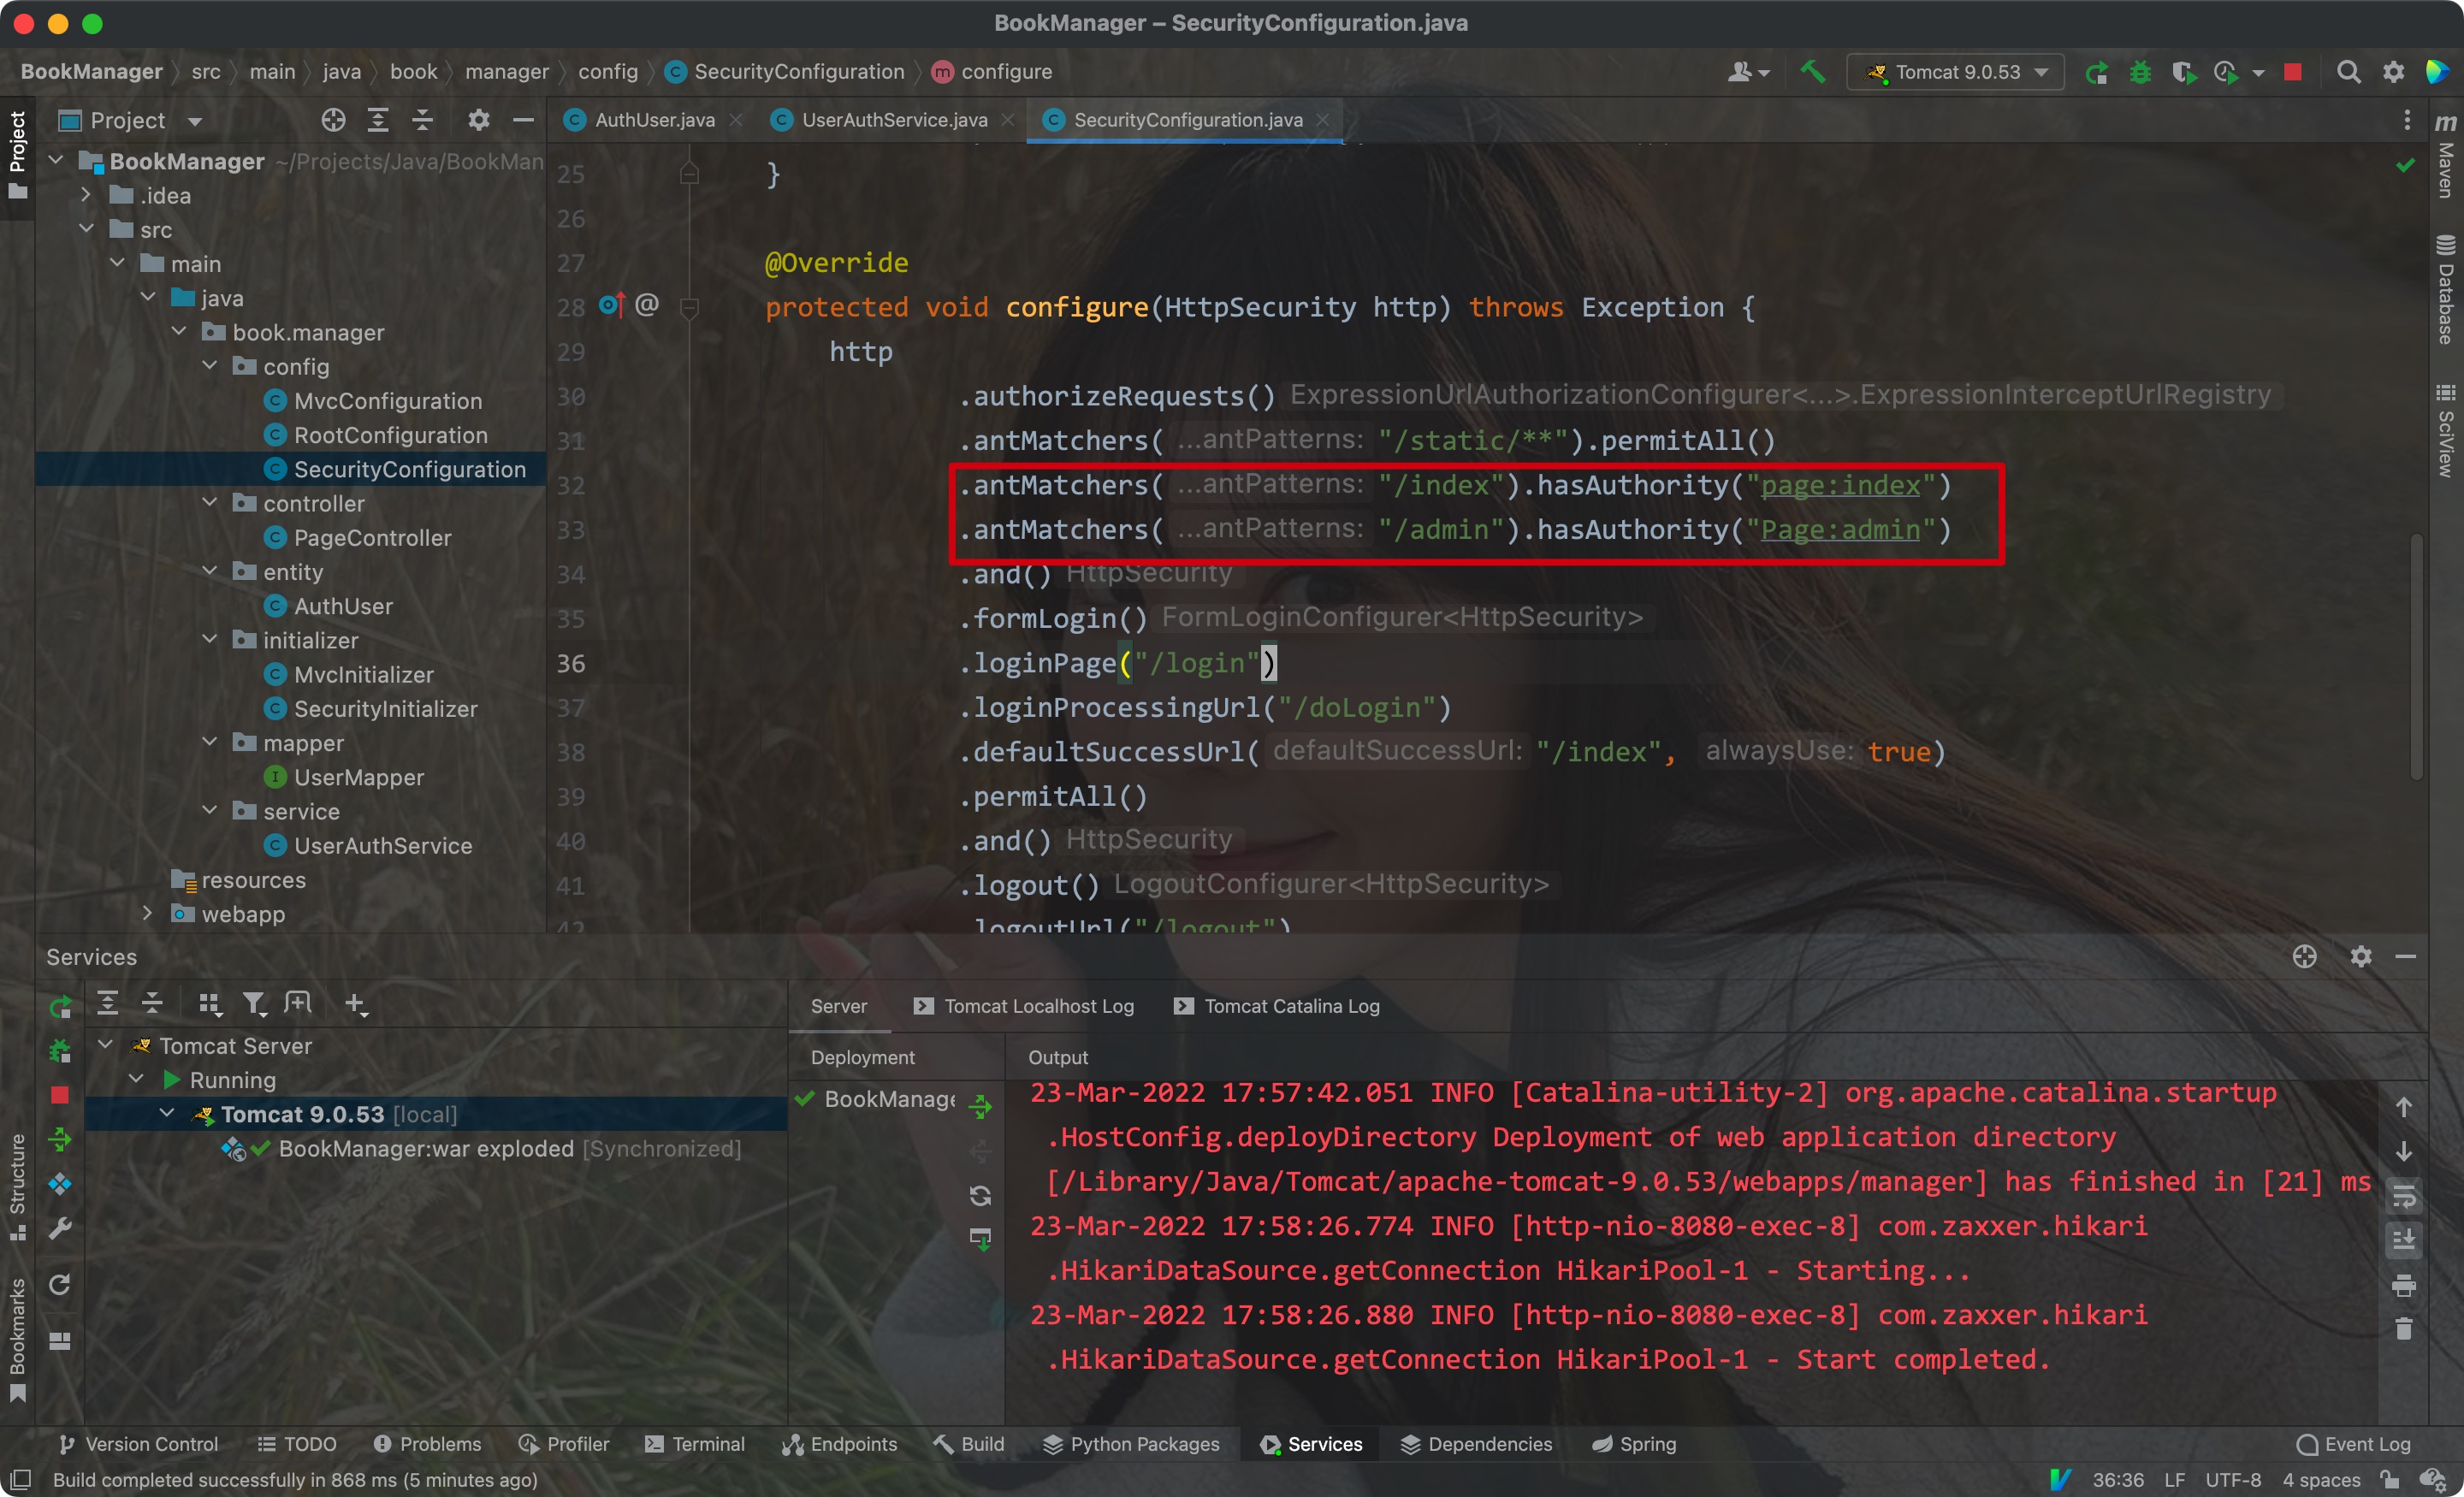 BookManager – SecurityConfiguration.java
BookManager src main java book manager config SecurityConfiguration configure
Tomcat 9.0.53
Project
AuthUser.java UserAuthService.java SecurityConfiguration.java
Project
BookManager ~/Projects/Java/BookMan
.idea
src
main
java
book.manager
config
MvcConfiguration
RootConfiguration
SecurityConfiguration
controller
PageController
entity
AuthUser
initializer
MvcInitializer
SecurityInitializer
mapper
UserMapper
service
UserAuthService
resources
webapp
25 }
26
27 @Override
28 protected void configure(HttpSecurity http) throws Exception {
29 http
30 .authorizeRequests() ExpressionUrlAuthorizationConfigurer<...>.ExpressionInterceptUrlRegistry
31 .antMatchers( ...antPatterns: "/static/**").permitAll()
32 .antMatchers( ...antPatterns: "/index").hasAuthority("page:index")
33 .antMatchers( ...antPatterns: "/admin").hasAuthority("Page:admin")
34 .and() HttpSecurity
35 .formLogin() FormLoginConfigurer<HttpSecurity>
36 .loginPage("/login")
37 .loginProcessingUrl("/doLogin")
38 .defaultSuccessUrl( defaultSuccessUrl: "/index", alwaysUse: true)
39 .permitAll()
40 .and() HttpSecurity
41 .logout() LogoutConfigurer<HttpSecurity>
42 .logoutUrl("/logout")
m Maven
Database
SciView
Services
Structure
Bookmarks
Tomcat Server
Running
Tomcat 9.0.53 [local]
BookManager:war exploded [Synchronized]
Server Tomcat Localhost Log Tomcat Catalina Log
Deployment Output
BookManage
23-Mar-2022 17:57:42.051 INFO [Catalina-utility-2] org.apache.catalina.startup
.HostConfig.deployDirectory Deployment of web application directory
[/Library/Java/Tomcat/apache-tomcat-9.0.53/webapps/manager] has finished in [21] ms
23-Mar-2022 17:58:26.774 INFO [http-nio-8080-exec-8] com.zaxxer.hikari
.HikariDataSource.getConnection HikariPool-1 - Starting...
23-Mar-2022 17:58:26.880 INFO [http-nio-8080-exec-8] com.zaxxer.hikari
.HikariDataSource.getConnection HikariPool-1 - Start completed.
Version Control TODO Problems Profiler Terminal Endpoints Build Python Packages Services Dependencies Spring Event Log
Build completed successfully in 868 ms (5 minutes ago) 36:36 LF UTF-8 4 spaces